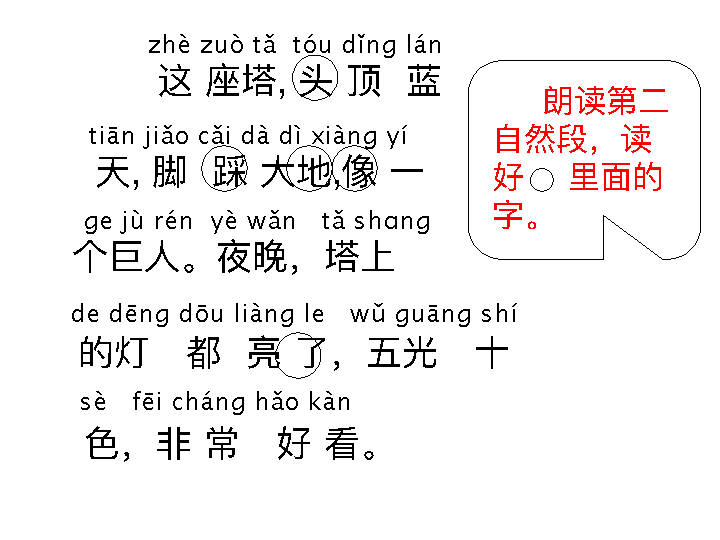 zhè zuò tǎ tóu dǐng lán
这 座塔, 头 顶 蓝
tiān jiǎo cǎi dà dì xiàng yí
天, 脚 踩 大地,像 一
ge jù rén yè wǎn tǎ shang
个巨人。夜晚，塔上
de dēng dōu liàng le wǔ guāng shí
的灯 都 亮 了，五光 十
sè fēi cháng hǎo kàn
色，非 常 好 看。
朗读第二
自然段，读
好 里面的
字。